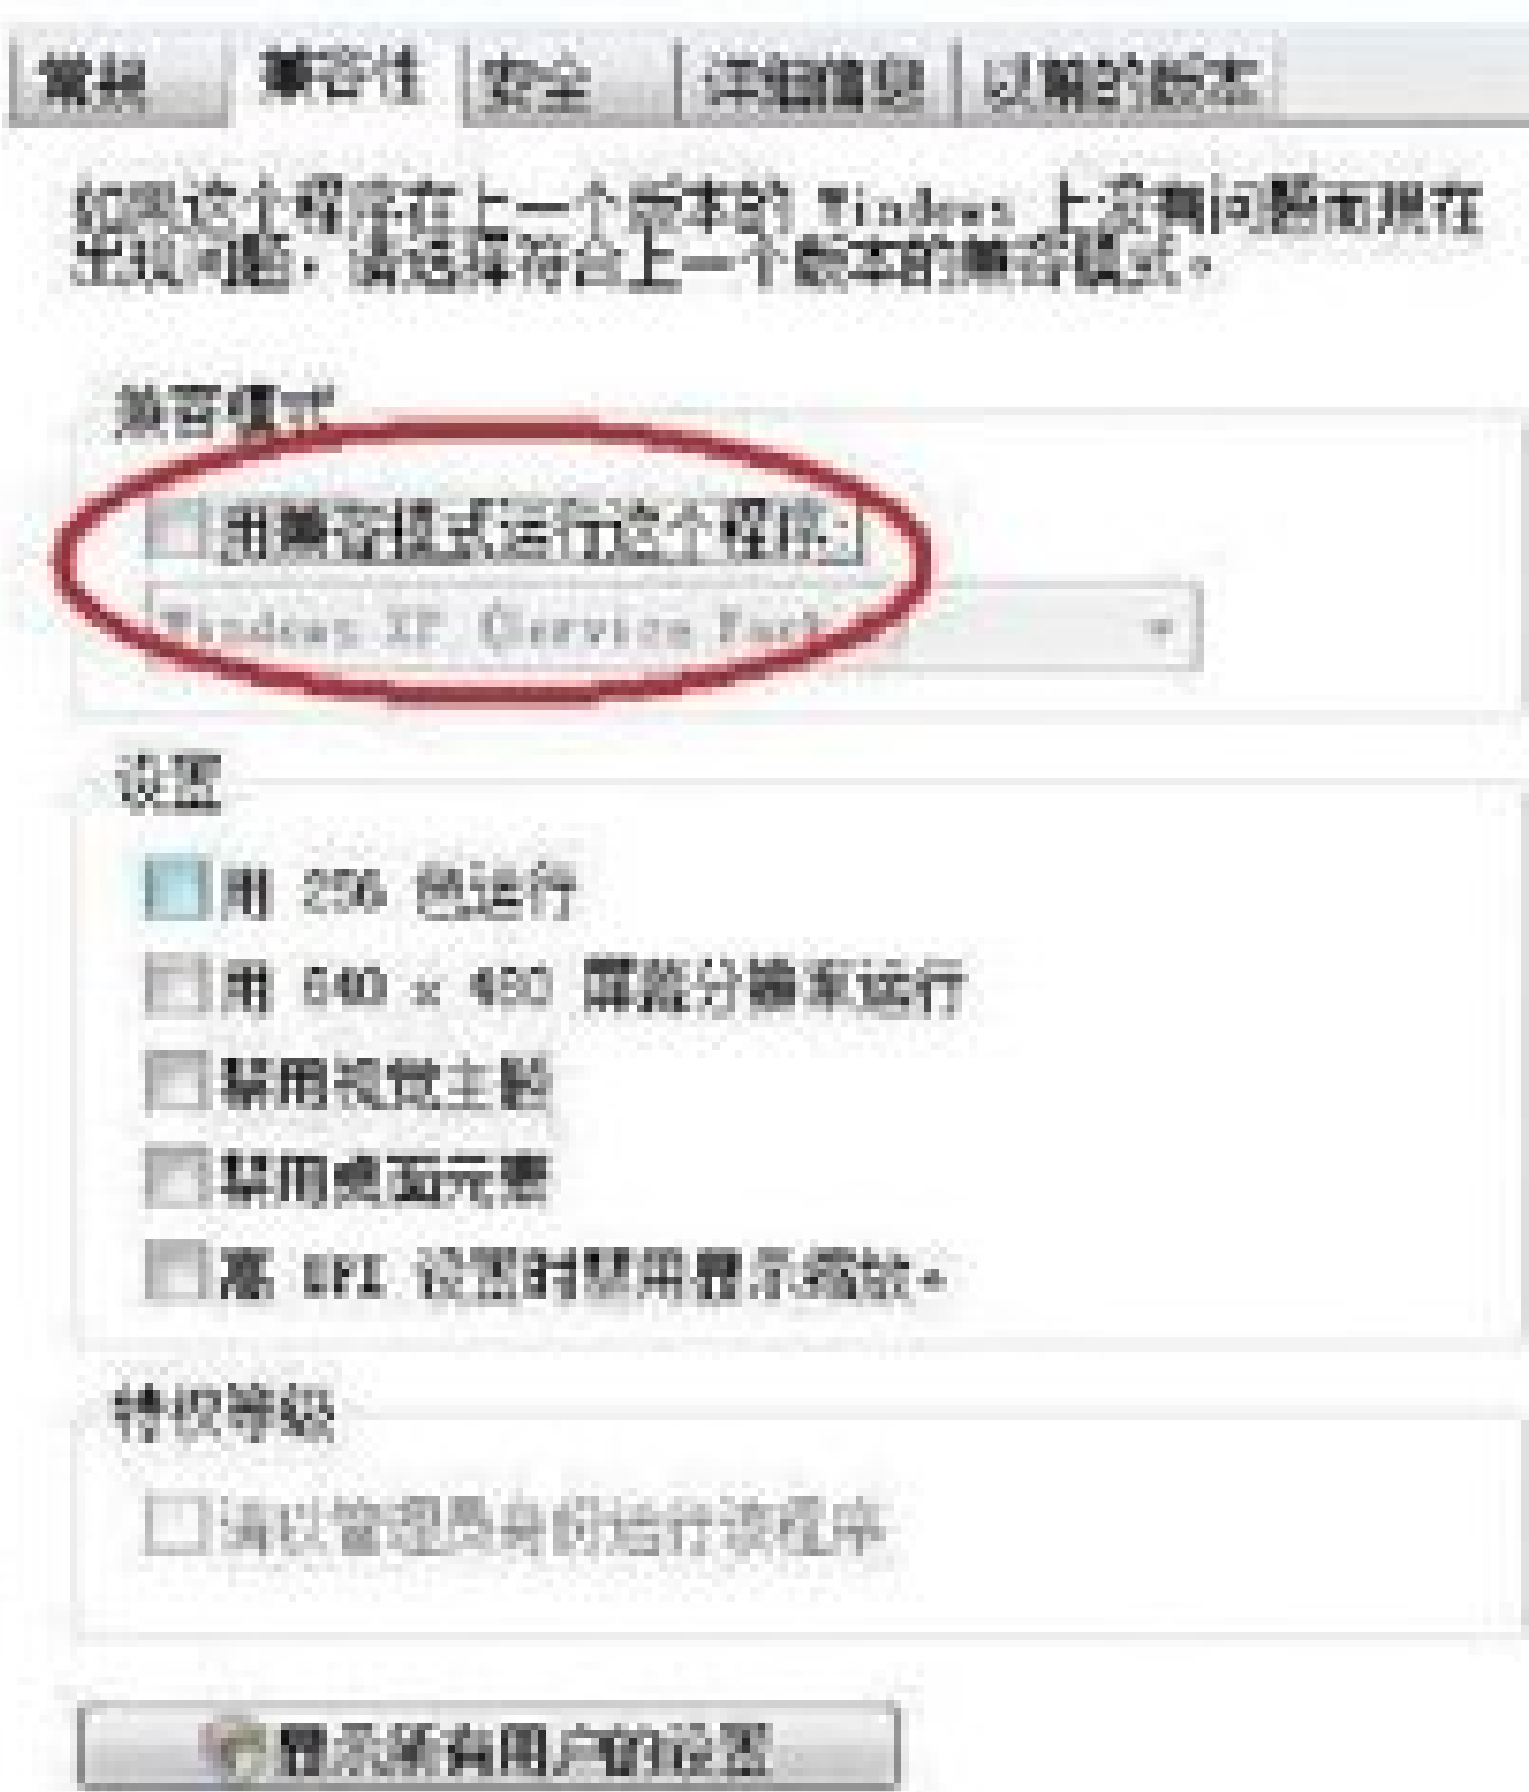 常规 兼容性 安全 详细信息 以前的版本
如果这个程序在上一个版本的 Windows 上没有问题而现在
出现问题，请选择符合上一个版本的兼容模式。
兼容模式
用兼容模式运行这个程序:
Windows XP (Service Pack
设置
用 256 色运行
用 640 x 480 屏幕分辨率运行
禁用视觉主题
禁用桌面元素
高 DPI 设置时禁用显示缩放。
特权等级
请以管理员身份运行该程序
显示所有用户的设置